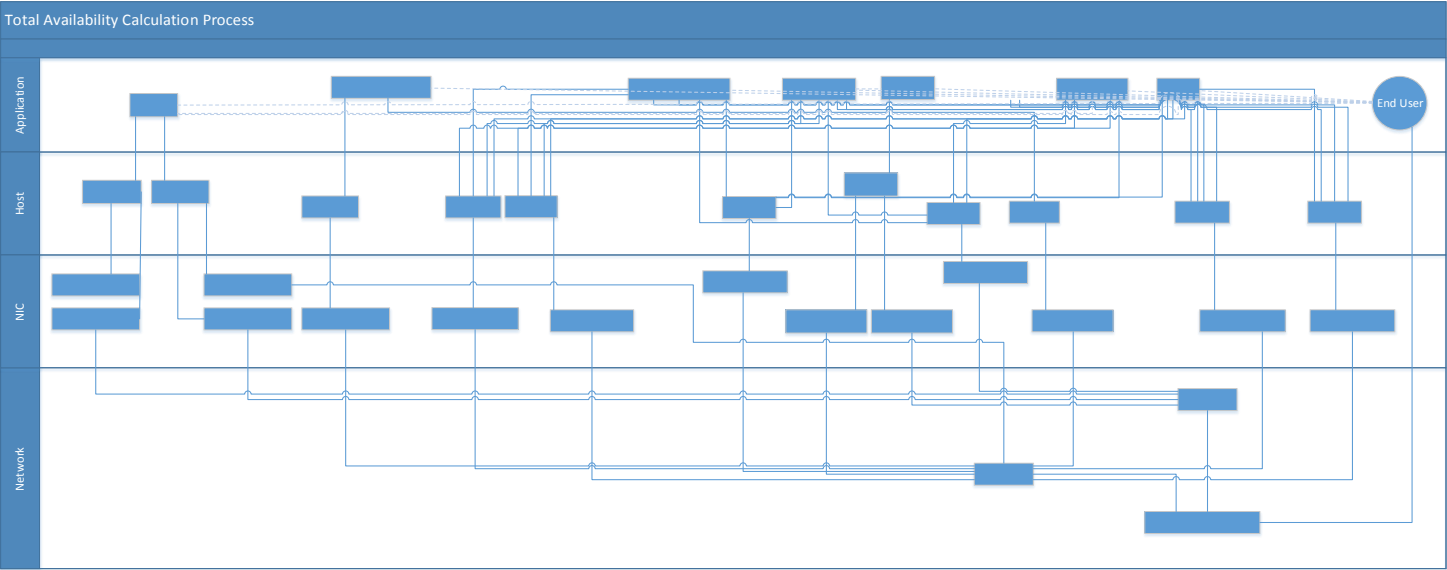 Total Availability Calculation Process
Application
End User
Host
NIC
Network